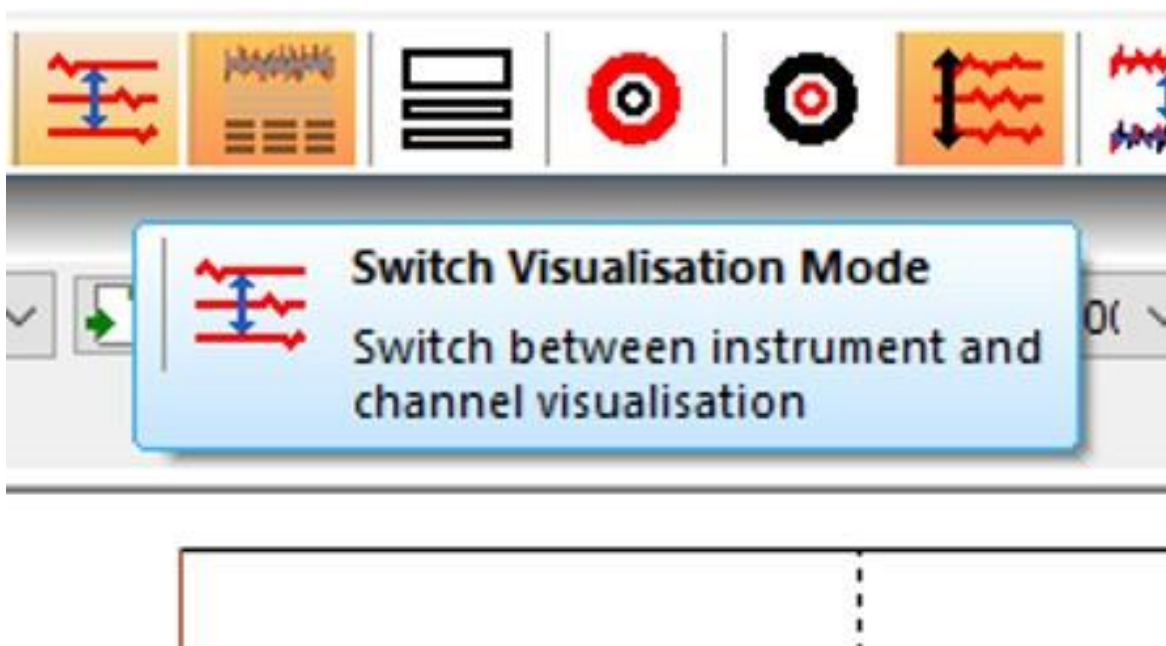 Switch Visualisation Mode
Switch between instrument and
channel visualisation